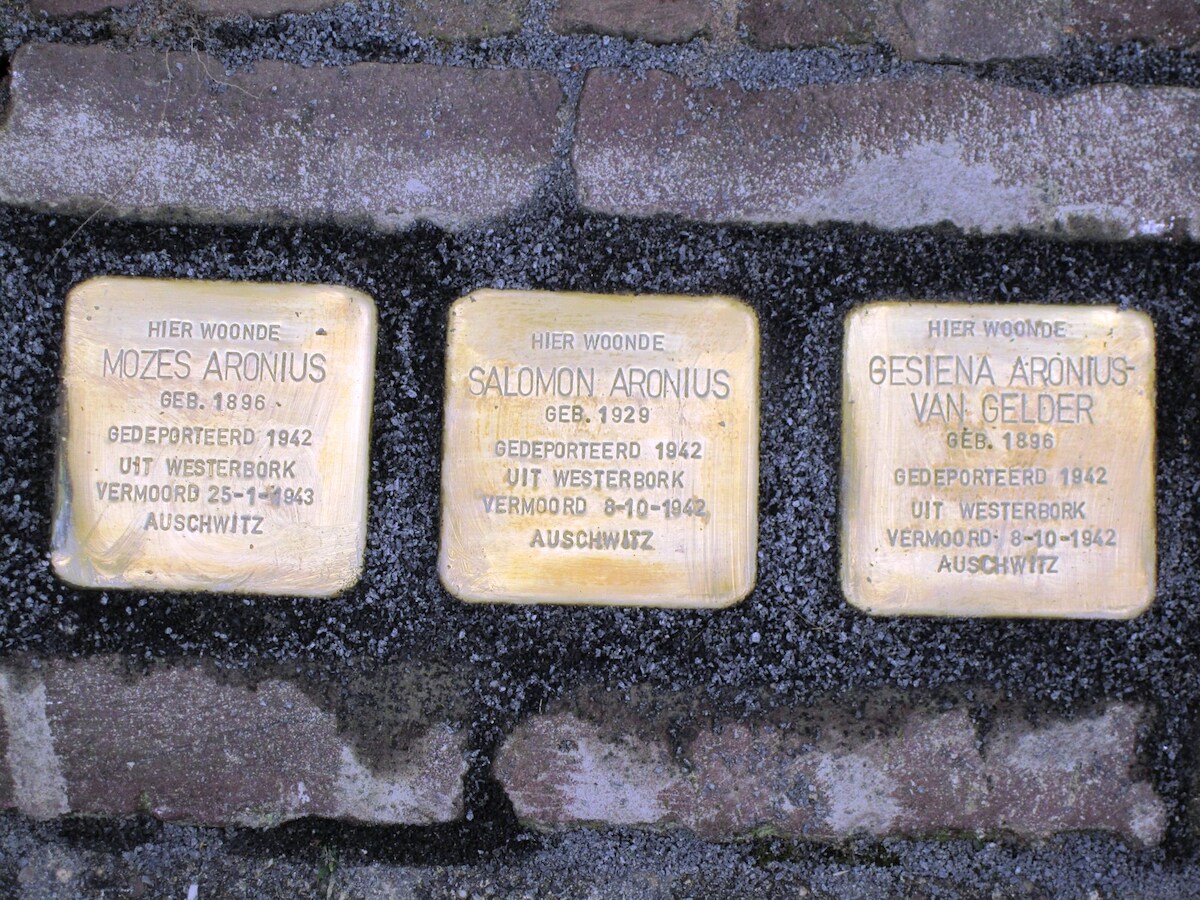 HIER WOONDE
MOZES ARONIUS
GEB. 1896
GEDEPORTEERD 1942
UIT WESTERBORK
VERMOORD 25-1-1943
AUSCHWITZ
HIER WOONDE
SALOMON ARONIUS
GEB. 1929
GEDEPORTEERD 1942
UIT WESTERBORK
VERMOORD 8-10-1942
AUSCHWITZ
HIER WOONDE
GESIENA ARONIUS-
VAN GELDER
GEB. 1896
GEDEPORTEERD 1942
UIT WESTERBORK
VERMOORD 8-10-1942
AUSCHWITZ